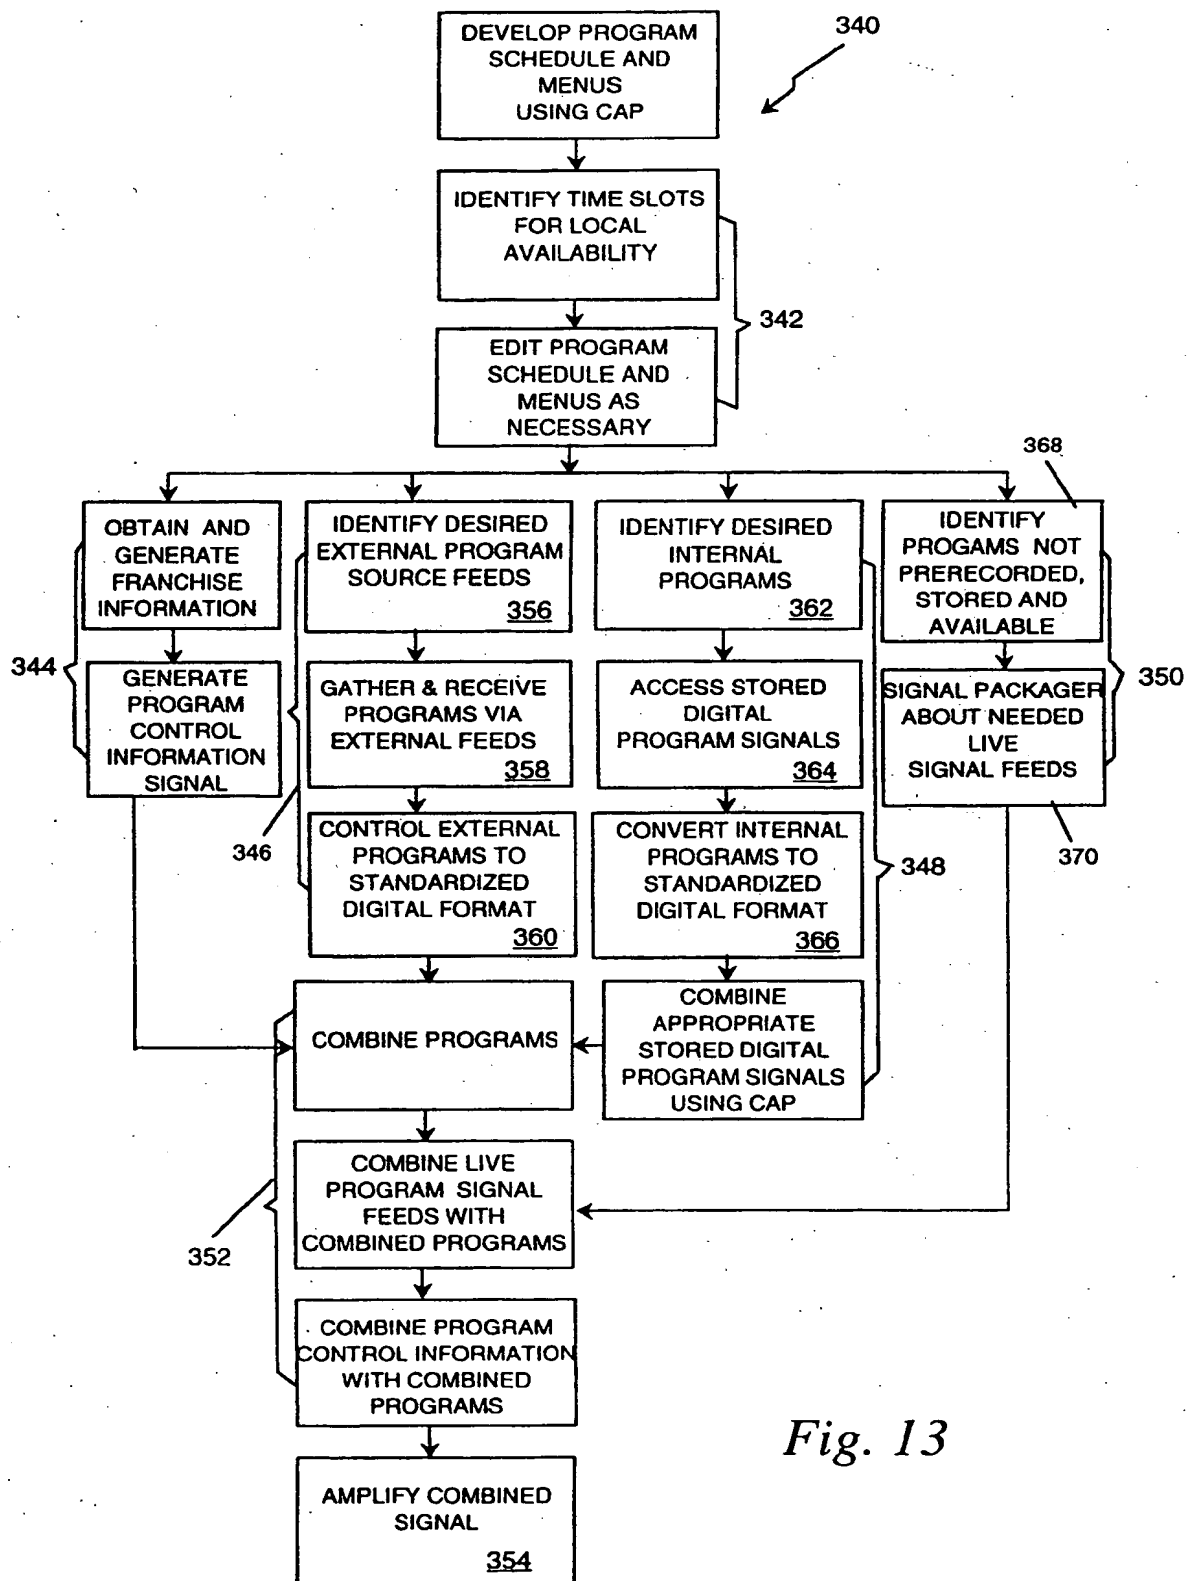 DEVELOP PROGRAM
SCHEDULE AND
MENUS
USING CAP
340
IDENTIFY TIME SLOTS
FOR LOCAL
AVAILABILITY
342
EDIT PROGRAM
SCHEDULE AND
MENUS AS
NECESSARY
OBTAIN AND
GENERATE
FRANCHISE
INFORMATION
344
GENERATE
PROGRAM
CONTROL
INFORMATION
SIGNAL
IDENTIFY DESIRED
EXTERNAL PROGRAM
SOURCE FEEDS
356
GATHER & RECEIVE
PROGRAMS VIA
EXTERNAL FEEDS
358
346
CONTROL EXTERNAL
PROGRAMS TO
STANDARDIZED
DIGITAL FORMAT
360
IDENTIFY DESIRED
INTERNAL
PROGRAMS
362
ACCESS STORED
DIGITAL
PROGRAM SIGNALS
364
CONVERT INTERNAL
PROGRAMS TO
STANDARDIZED
DIGITAL FORMAT
366
348
COMBINE
APPROPRIATE
STORED DIGITAL
PROGRAM SIGNALS
USING CAP
368
IDENTIFY
PROGAMS NOT
PRERECORDED,
STORED AND
AVAILABLE
350
SIGNAL PACKAGER
ABOUT NEEDED
LIVE
SIGNAL FEEDS
370
COMBINE PROGRAMS
COMBINE LIVE
PROGRAM SIGNAL
FEEDS WITH
COMBINED PROGRAMS
352
COMBINE PROGRAM
CONTROL INFORMATION
WITH COMBINED
PROGRAMS
AMPLIFY COMBINED
SIGNAL
354
Fig. 13